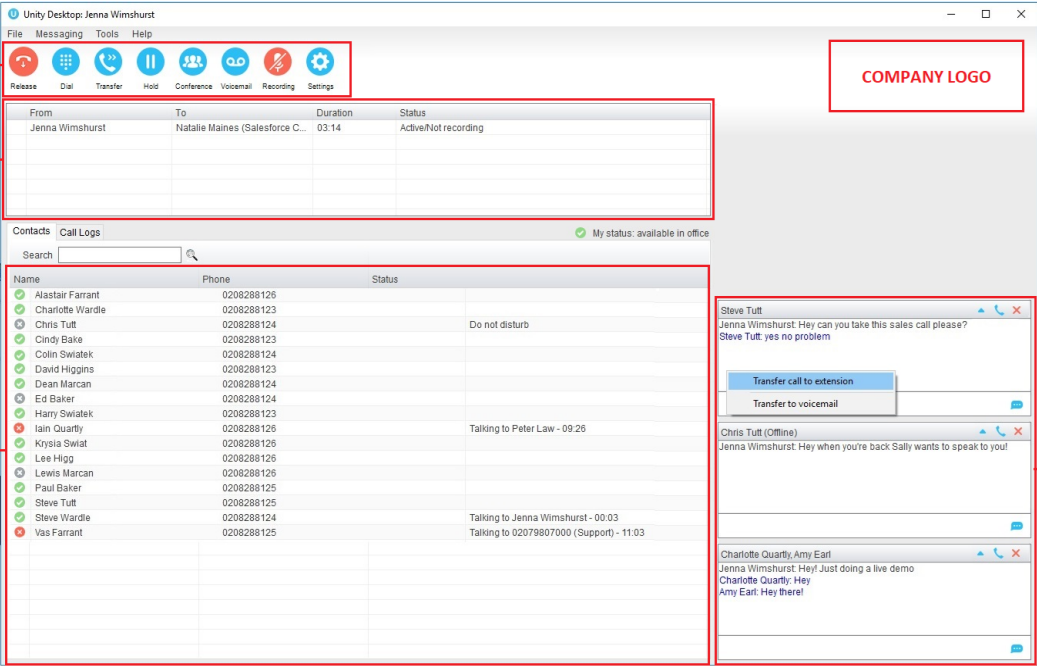 Unity Desktop: Jenna Wimshurst
File Messaging Tools Help
Release Dial Transfer Hold Conference Voicemail Recording Settings
COMPANY LOGO
From To Duration Status
Jenna Wimshurst Natalie Maines (Salesforce C... 03:14 Active/Not recording
Contacts Call Logs My status: available in office
Search
Name Phone Status
Alastair Farrant 0208288126
Charlotte Wardle 0208288123
Chris Tutt 0208288124 Do not disturb
Cindy Bake 0208288123
Colin Swiatek 0208288124
David Higgins 0208288123
Dean Marcan 0208288124
Ed Baker 0208288124
Harry Swiatek 0208288123
Iain Quartly 0208288126 Talking to Peter Law - 09:26
Krysia Swiat 0208288126
Lee Higg 0208288126
Lewis Marcan 0208288126
Paul Baker 0208288125
Steve Tutt 0208288125
Steve Wardle 0208288124 Talking to Jenna Wimshurst - 00:03
Vas Farrant 0208288125 Talking to 02079807000 (Support) - 11:03
Steve Tutt
Jenna Wimshurst: Hey can you take this sales call please?
Steve Tutt: yes no problem
Transfer call to extension
Transfer to voicemail
Chris Tutt (Offline)
Jenna Wimshurst: Hey when you're back Sally wants to speak to you!
Charlotte Quartly, Amy Earl
Jenna Wimshurst: Hey! Just doing a live demo
Charlotte Quartly: Hey
Amy Earl: Hey there!